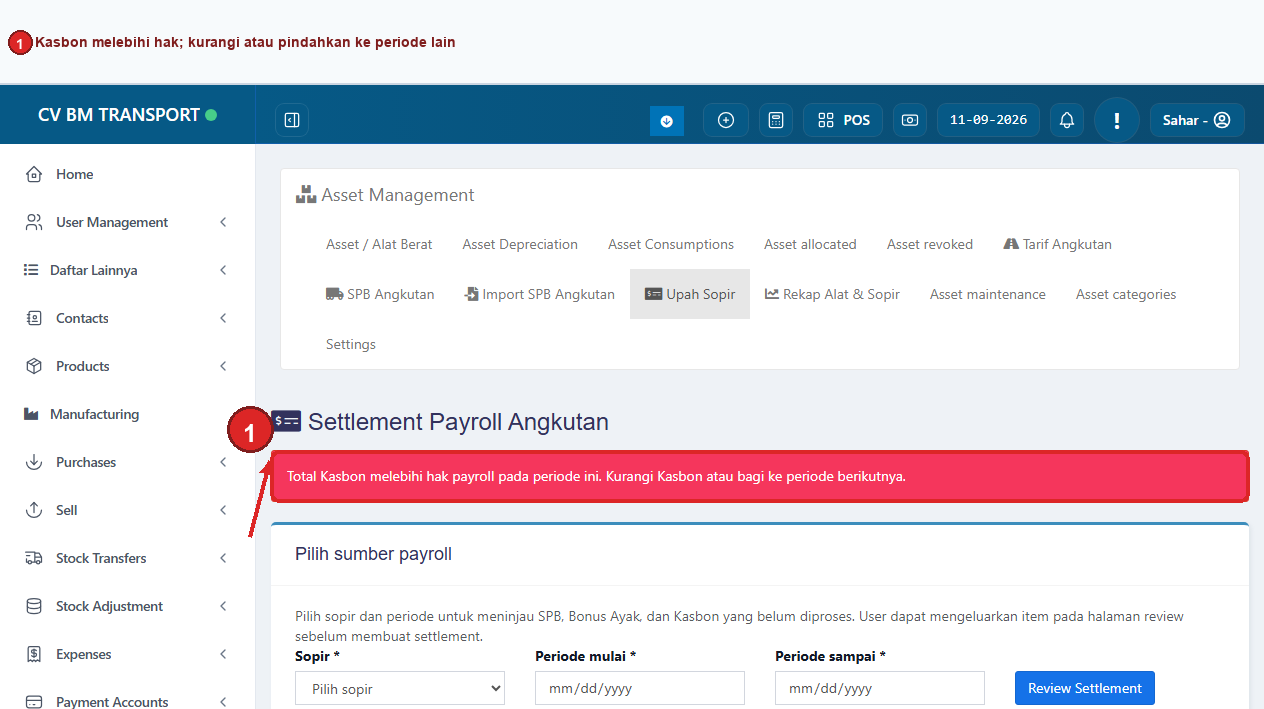 1 Kasbon melebihi hak; kurangi atau pindahkan ke periode lain
CV BM TRANSPORT
POS
11-09-2026
Sahar -
Home
User Management
Daftar Lainnya
Contacts
Products
Manufacturing
Purchases
Sell
Stock Transfers
Stock Adjustment
Expenses
Payment Accounts
Asset Management
Asset / Alat Berat Asset Depreciation Asset Consumptions Asset allocated Asset revoked Tarif Angkutan
SPB Angkutan Import SPB Angkutan Upah Sopir Rekap Alat & Sopir Asset maintenance Asset categories
Settings
1
Settlement Payroll Angkutan
Total Kasbon melebihi hak payroll pada periode ini. Kurangi Kasbon atau bagi ke periode berikutnya.
Pilih sumber payroll
Pilih sopir dan periode untuk meninjau SPB, Bonus Ayak, dan Kasbon yang belum diproses. User dapat mengeluarkan item pada halaman review
sebelum membuat settlement.
Sopir * Periode mulai * Periode sampai *
Pilih sopir mm/dd/yyyy mm/dd/yyyy Review Settlement